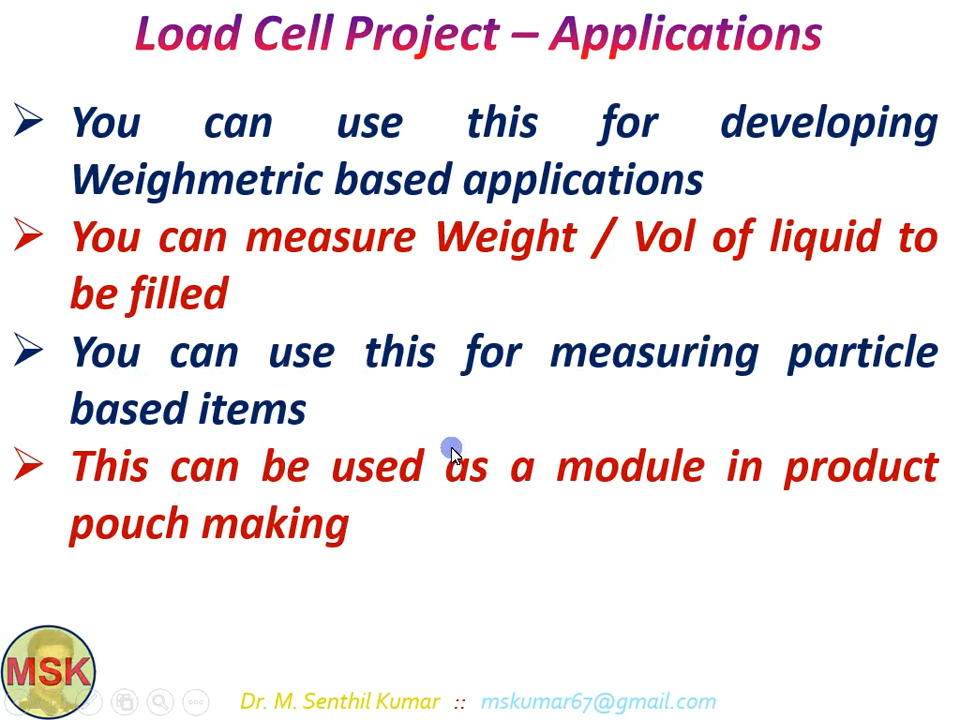 Load Cell Project – Applications
➢ You can use this for developing
Weighmetric based applications
➢ You can measure Weight / Vol of liquid to
be filled
➢ You can use this for measuring particle
based items
➢ This can be used as a module in product
pouch making
MSK
Dr. M. Senthil Kumar :: mskumar67@gmail.com